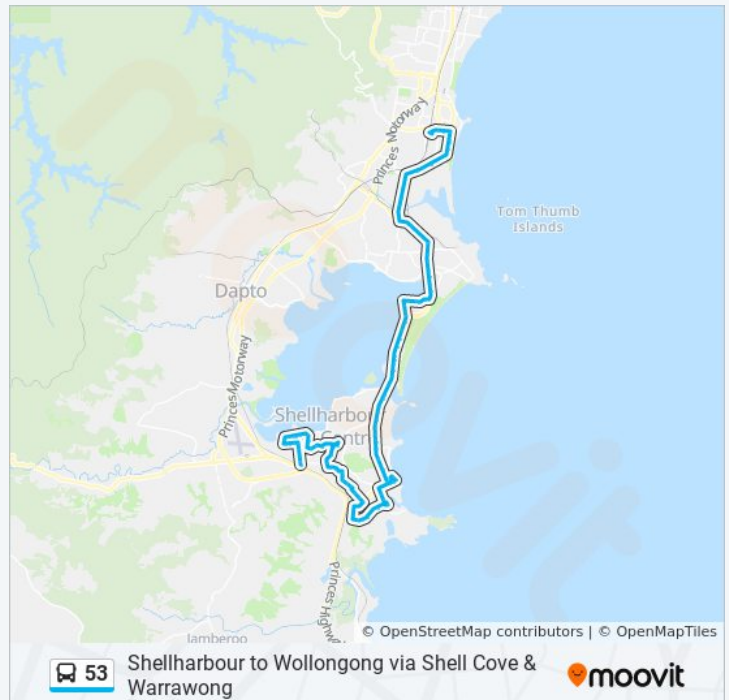 Princes Motorway
Tom Thumb
Islands
Dapto
Princes Motorway
Shellharbour
Centre
Princes Highway
Jamberoo
© OpenStreetMap contributors | © OpenMapTiles
53
Shellharbour to Wollongong via Shell Cove &
Warrawong
moovit